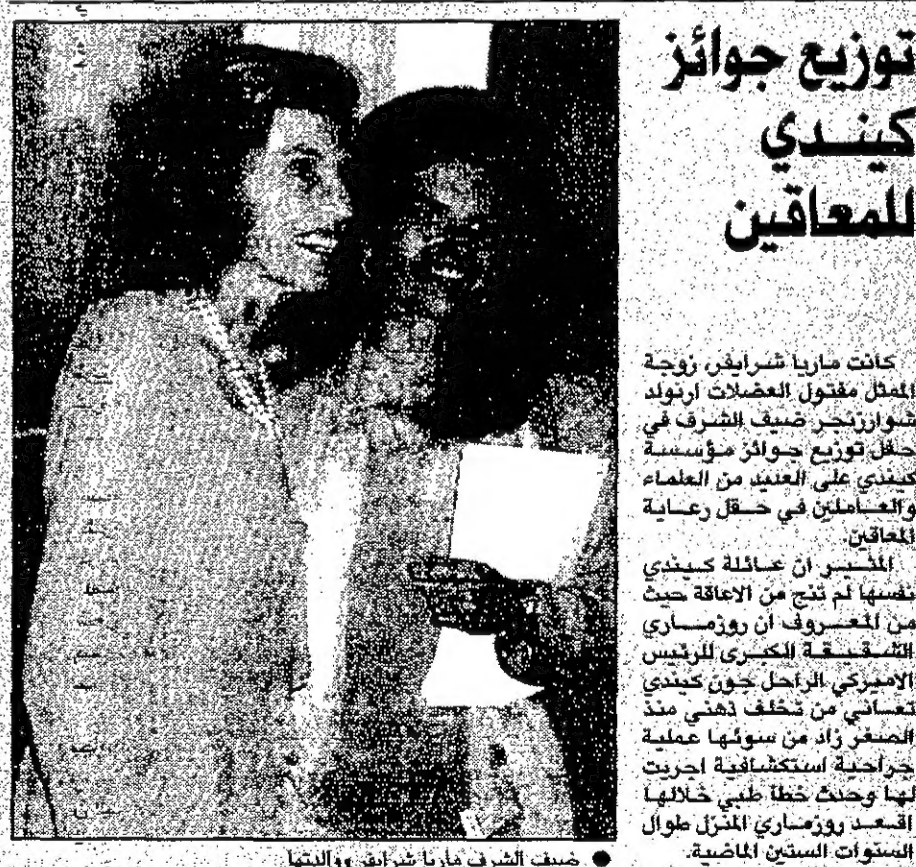 توزيع جوائز
كيندي
للمعاقين
كانت ماريا شرايفر، زوجة
الممثل مفتول العضلات ارنولد
شوارزنجر ضيف الشرف في
حفل توزيع جوائز مؤسسة
كيندي على العديد من العلماء
والعاملين في حقل رعاية
المعاقين.
المثير ان عائلة كيندي
نفسها لم تنج من الاعاقة حيث
من المعروف ان روزماري
الشقيقة الكبرى للرئيس
الاميركي الراحل جون كيندي
تعاني من تخلف ذهني منذ
الصغر زاد من سوئها عملية
جراحية استكشافية اجريت
لها وحدث خطأ طبي خلالها
اقعد روزماري المنزل طوال
السنوات الستين الماضية.
● ضيف الشرف ماريا شرايفر ووالدتها